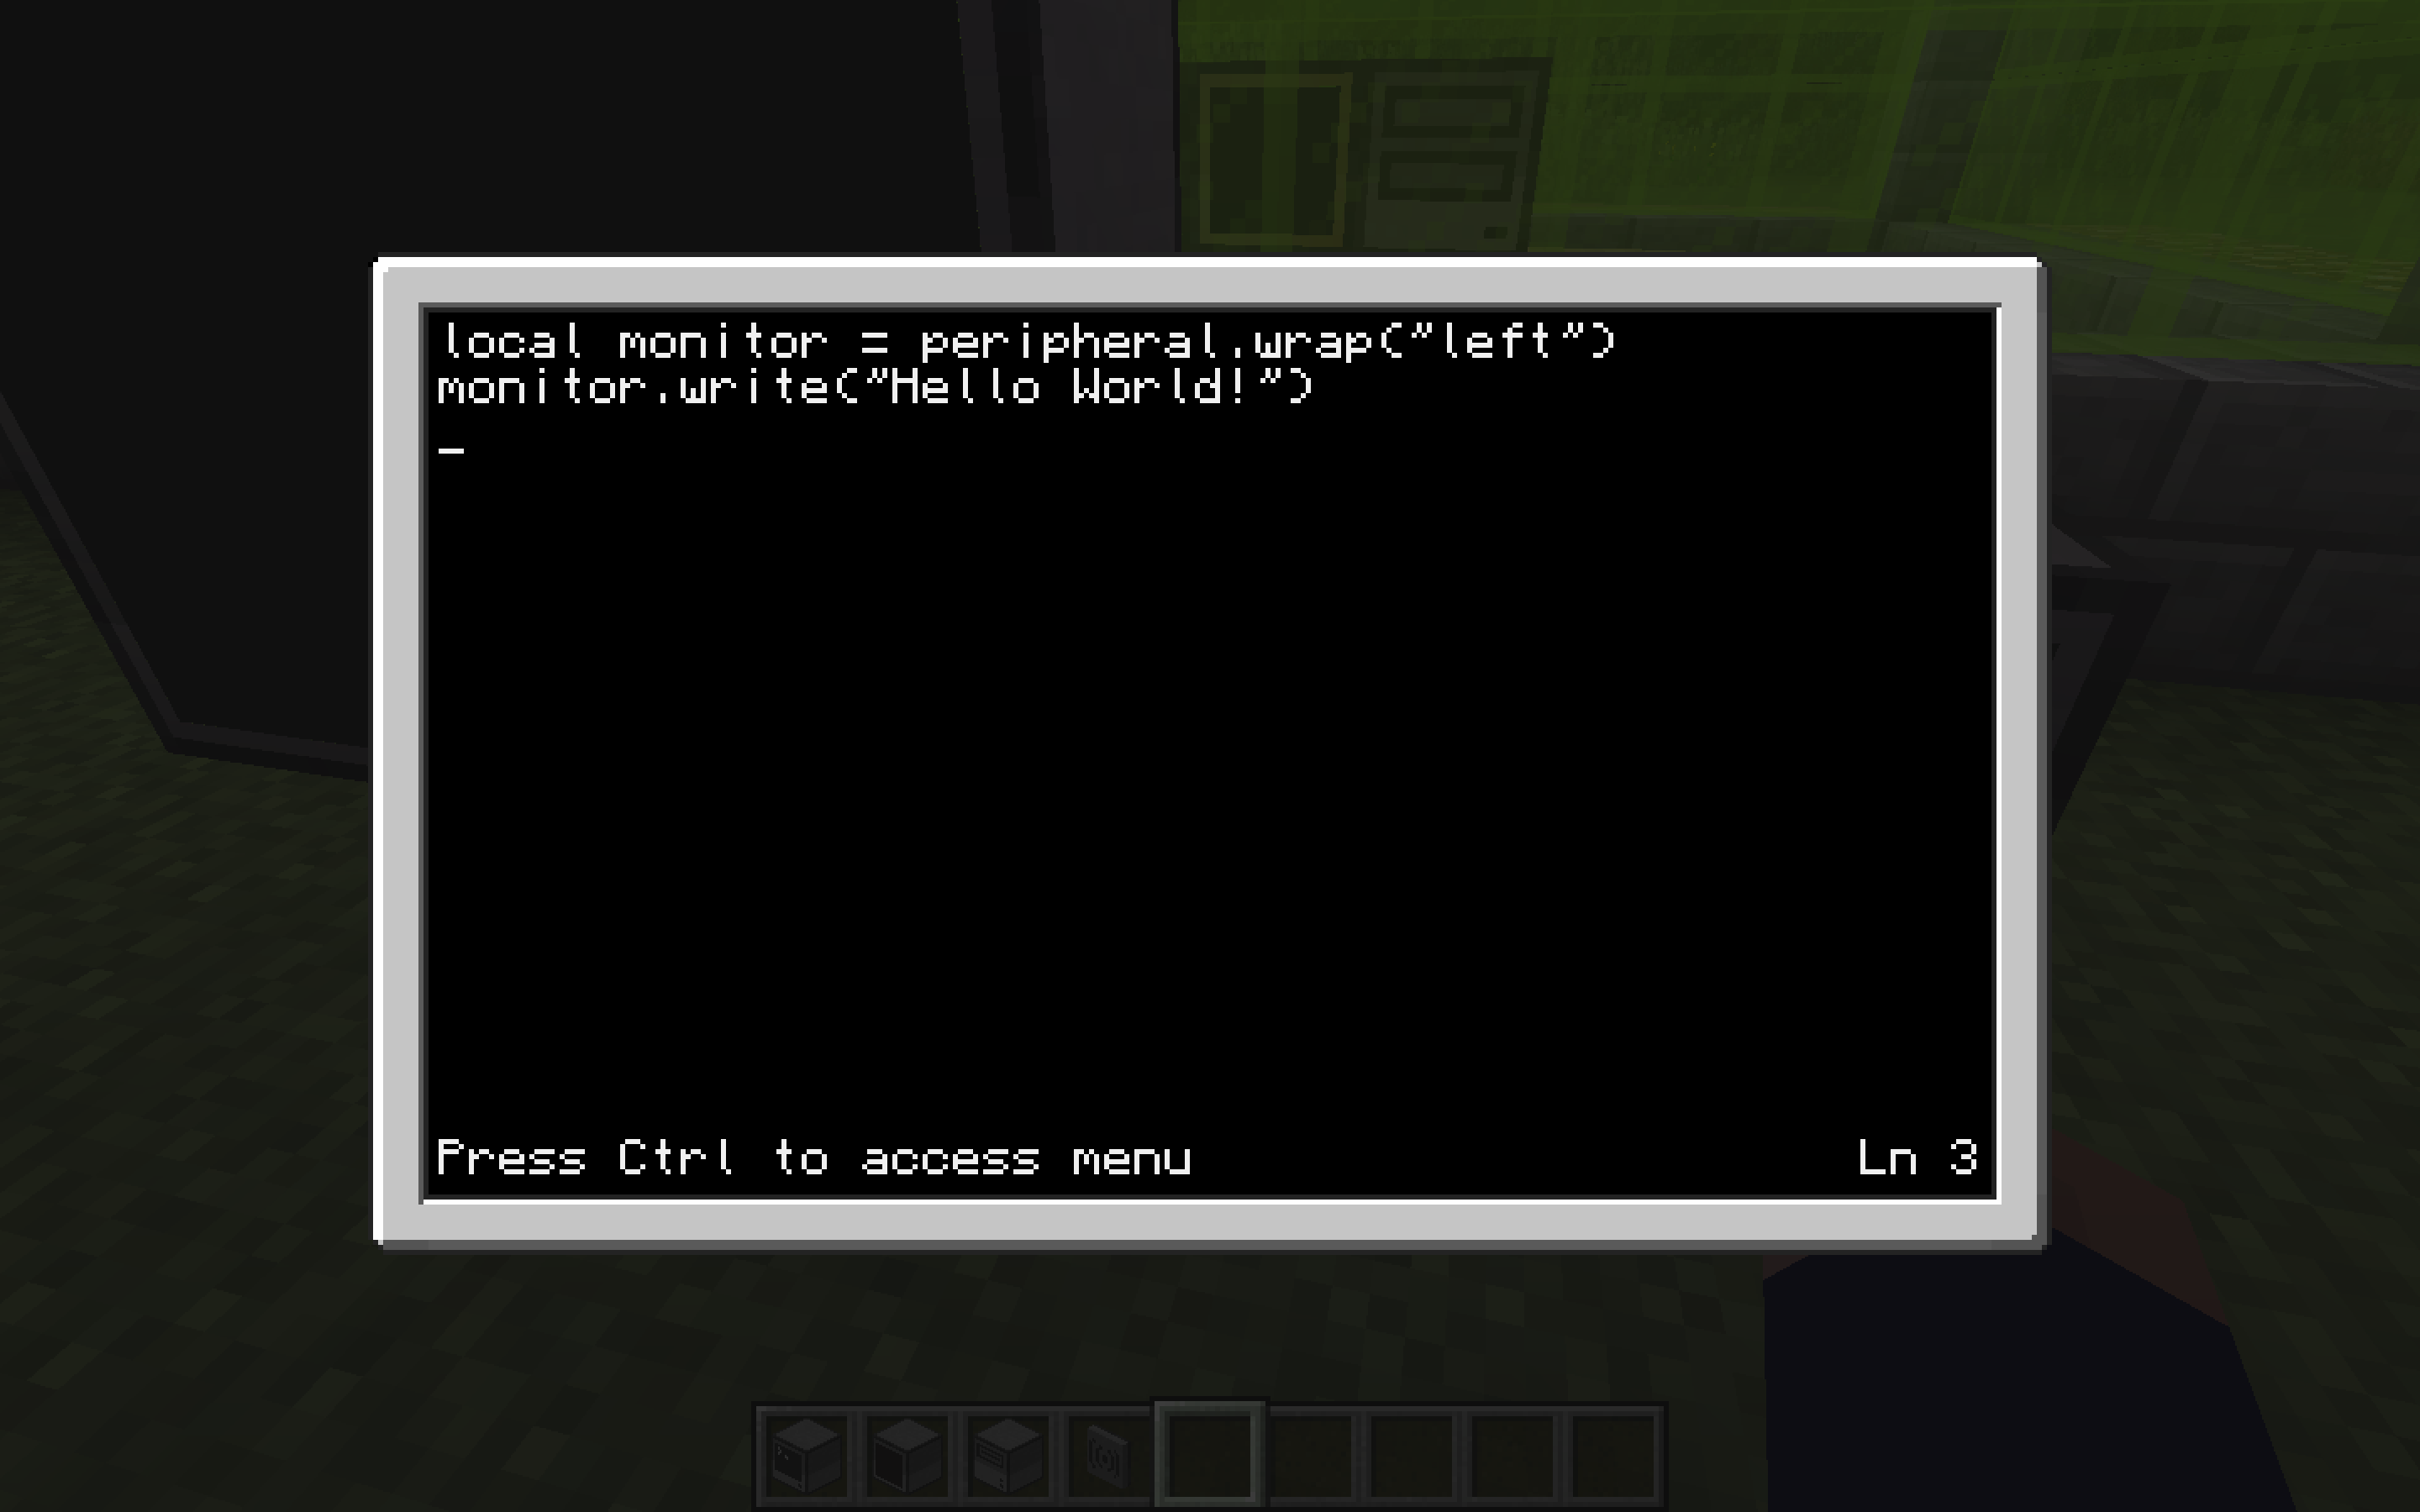 local monitor = peripheral.wrap("left")
monitor.write("Hello World!")
Press Ctrl to access menu
Ln 3